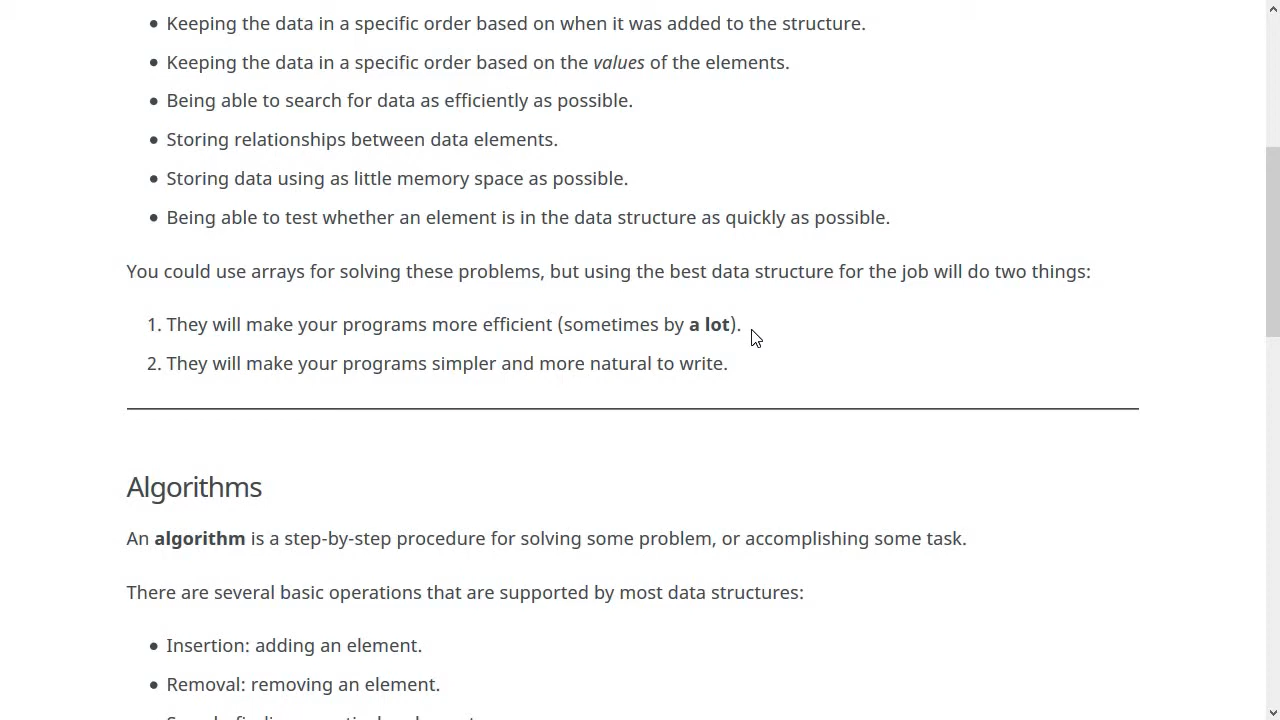 • Keeping the data in a specific order based on when it was added to the structure.
• Keeping the data in a specific order based on the values of the elements.
• Being able to search for data as efficiently as possible.
• Storing relationships between data elements.
• Storing data using as little memory space as possible.
• Being able to test whether an element is in the data structure as quickly as possible.
You could use arrays for solving these problems, but using the best data structure for the job will do two things:
1. They will make your programs more efficient (sometimes by a lot).
2. They will make your programs simpler and more natural to write.
Algorithms
An algorithm is a step-by-step procedure for solving some problem, or accomplishing some task.
There are several basic operations that are supported by most data structures:
• Insertion: adding an element.
• Removal: removing an element.